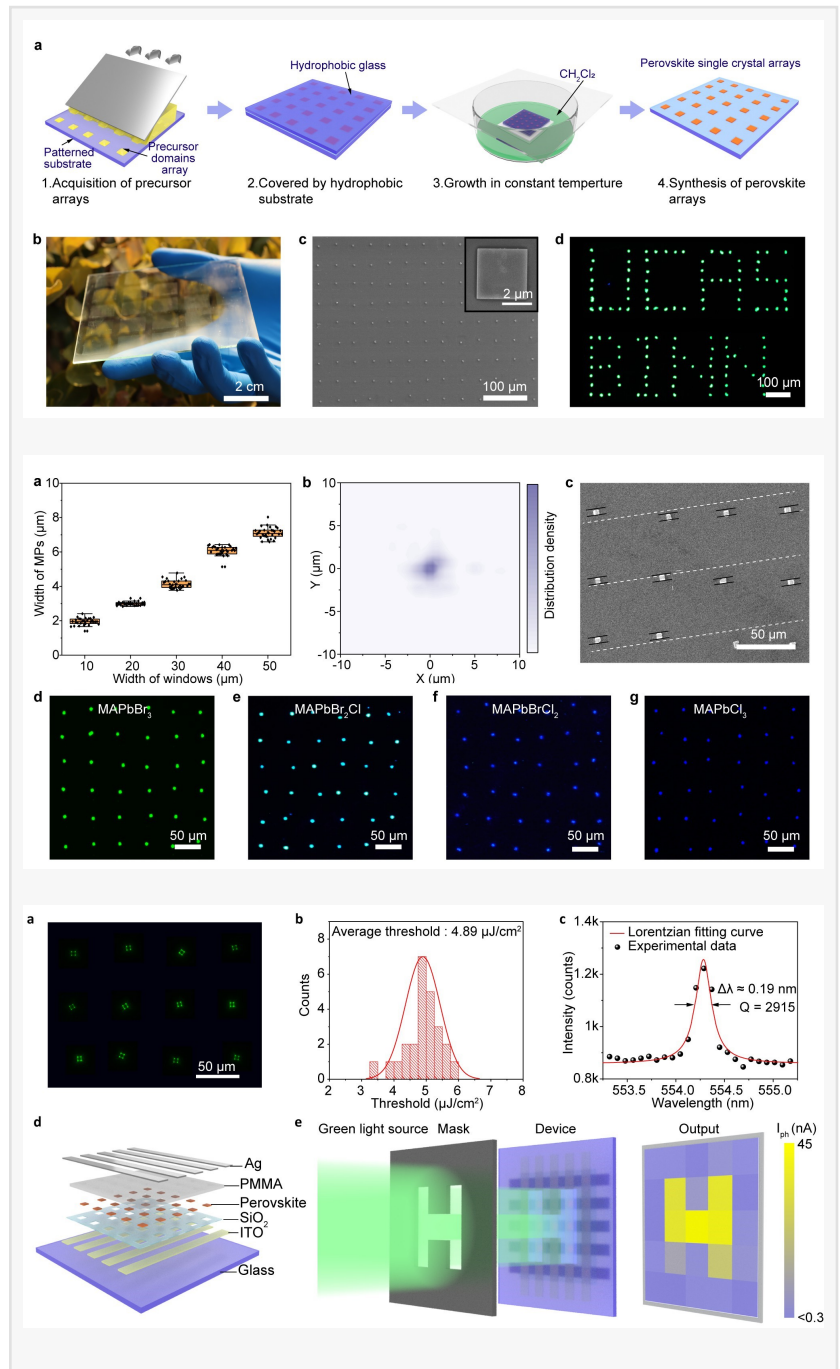 a
Hydrophobic glass
CH₂Cl₂
Perovskite single crystal arrays
Patterned substrate
Precursor domains array
1.Acquisition of precursor arrays
2.Covered by hydrophobic substrate
3.Growth in constant temperture
4.Synthesis of perovskite arrays
b
2 cm
c
2 µm
100 µm
d
UCAS
BINN
100 µm
a
Width of MPs (µm)
10
8
6
4
2
0
10 20 30 40 50
Width of windows (µm)
b
Y (µm)
10
5
0
-5
-10
-10 -5 0 5 10
X (µm)
Distribution density
c
50 µm
d
MAPbBr₃
50 µm
e
MAPbBr₂Cl
50 µm
f
MAPbBrCl₂
50 µm
g
MAPbCl₃
50 µm
a
50 µm
b
Average threshold : 4.89 µJ/cm²
Counts
8
6
4
2
0
2 3 4 5 6 7 8
Threshold (µJ/cm²)
c
Lorentzian fitting curve
Experimental data
Δλ ≈ 0.19 nm
Q = 2915
Intensity (counts)
1.4k
1.2k
1k
0.8k
553.5 554.0 554.5 555.0
Wavelength (nm)
d
Ag
PMMA
Perovskite
SiO₂
ITO
Glass
e
Green light source
Mask
Device
Output
I_ph (nA)
45
<0.3